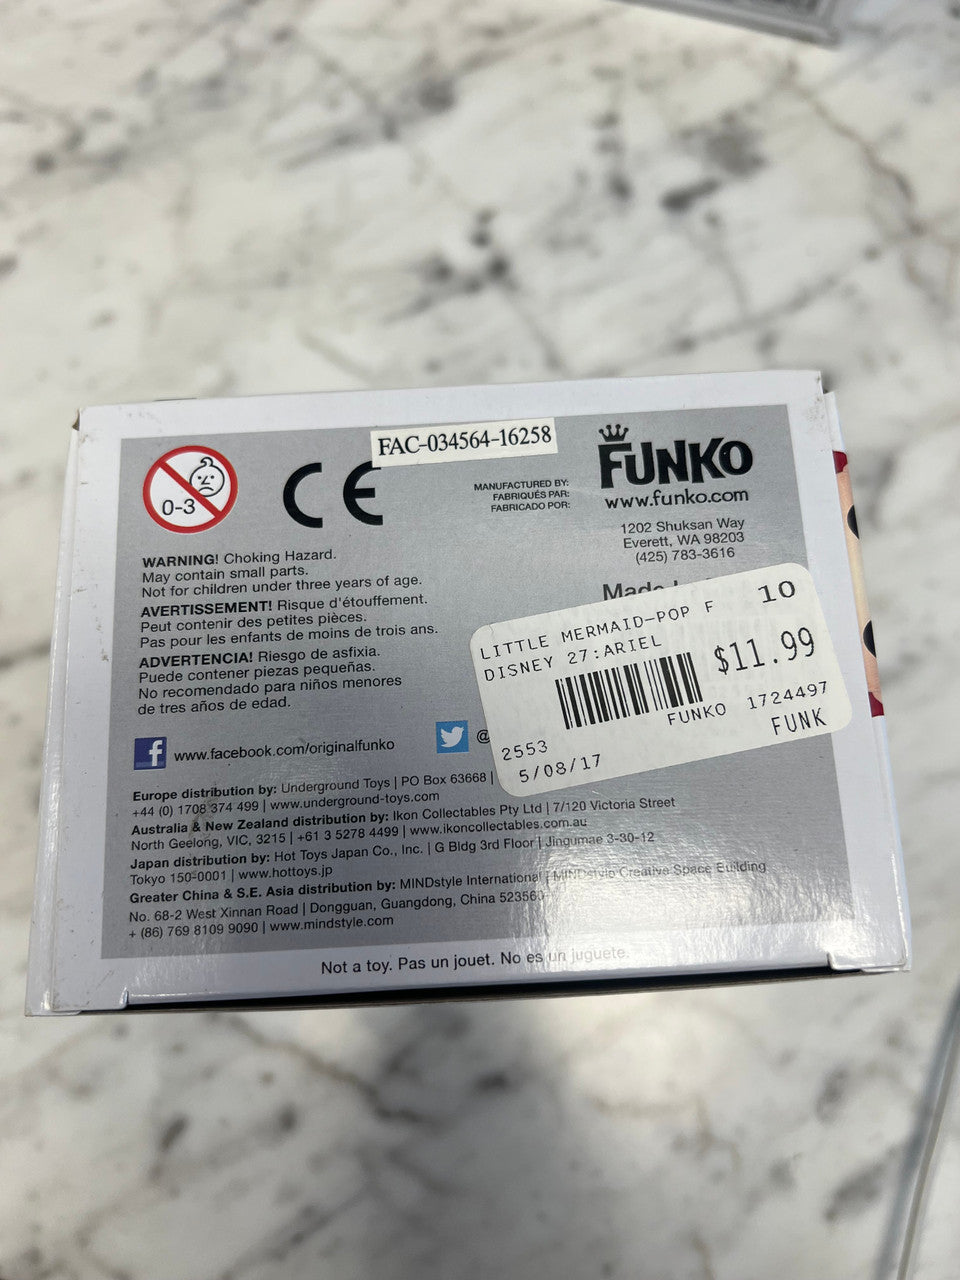 FAC-034564-16258
FUNKO
www.funko.com
MANUFACTURED BY:
FABRIQUÉS PAR:
FABRICADO POR:
1202 Shuksan Way
Everett, WA 98203
(425) 783-3616
0-3
CE
WARNING! Choking Hazard.
May contain small parts.
Not for children under three years of age.
AVERTISSEMENT! Risque d'étouffement.
Peut contenir des petites pièces.
Pas pour les enfants de moins de trois ans.
ADVERTENCIA! Riesgo de asfixia.
Puede contener piezas pequeñas.
No recomendado para niños menores
de tres años de edad.
Made
LITTLE MERMAID-POP F 10
DISNEY 27:ARIEL
$11.99
FUNKO 1724497
2553 FUNK
5/08/17
www.facebook.com/originalfunko
@
Europe distribution by: Underground Toys | PO Box 63668 |
+44 (0) 1708 374 499 | www.underground-toys.com
Australia & New Zealand distribution by: Ikon Collectables Pty Ltd | 7/120 Victoria Street
North Geelong, VIC, 3215 | +61 3 5278 4499 | www.ikoncollectables.com.au
Japan distribution by: Hot Toys Japan Co., Inc. | G Bldg 3rd Floor | Jingumae 3-30-12
Tokyo 150-0001 | www.hottoys.jp
Greater China & S.E. Asia distribution by: MINDstyle International | MINDstyle Creative Space Building
No. 68-2 West Xinnan Road | Dongguan, Guangdong, China 523560
+ (86) 769 8109 9090 | www.mindstyle.com
Not a toy. Pas un jouet. No es un juguete.